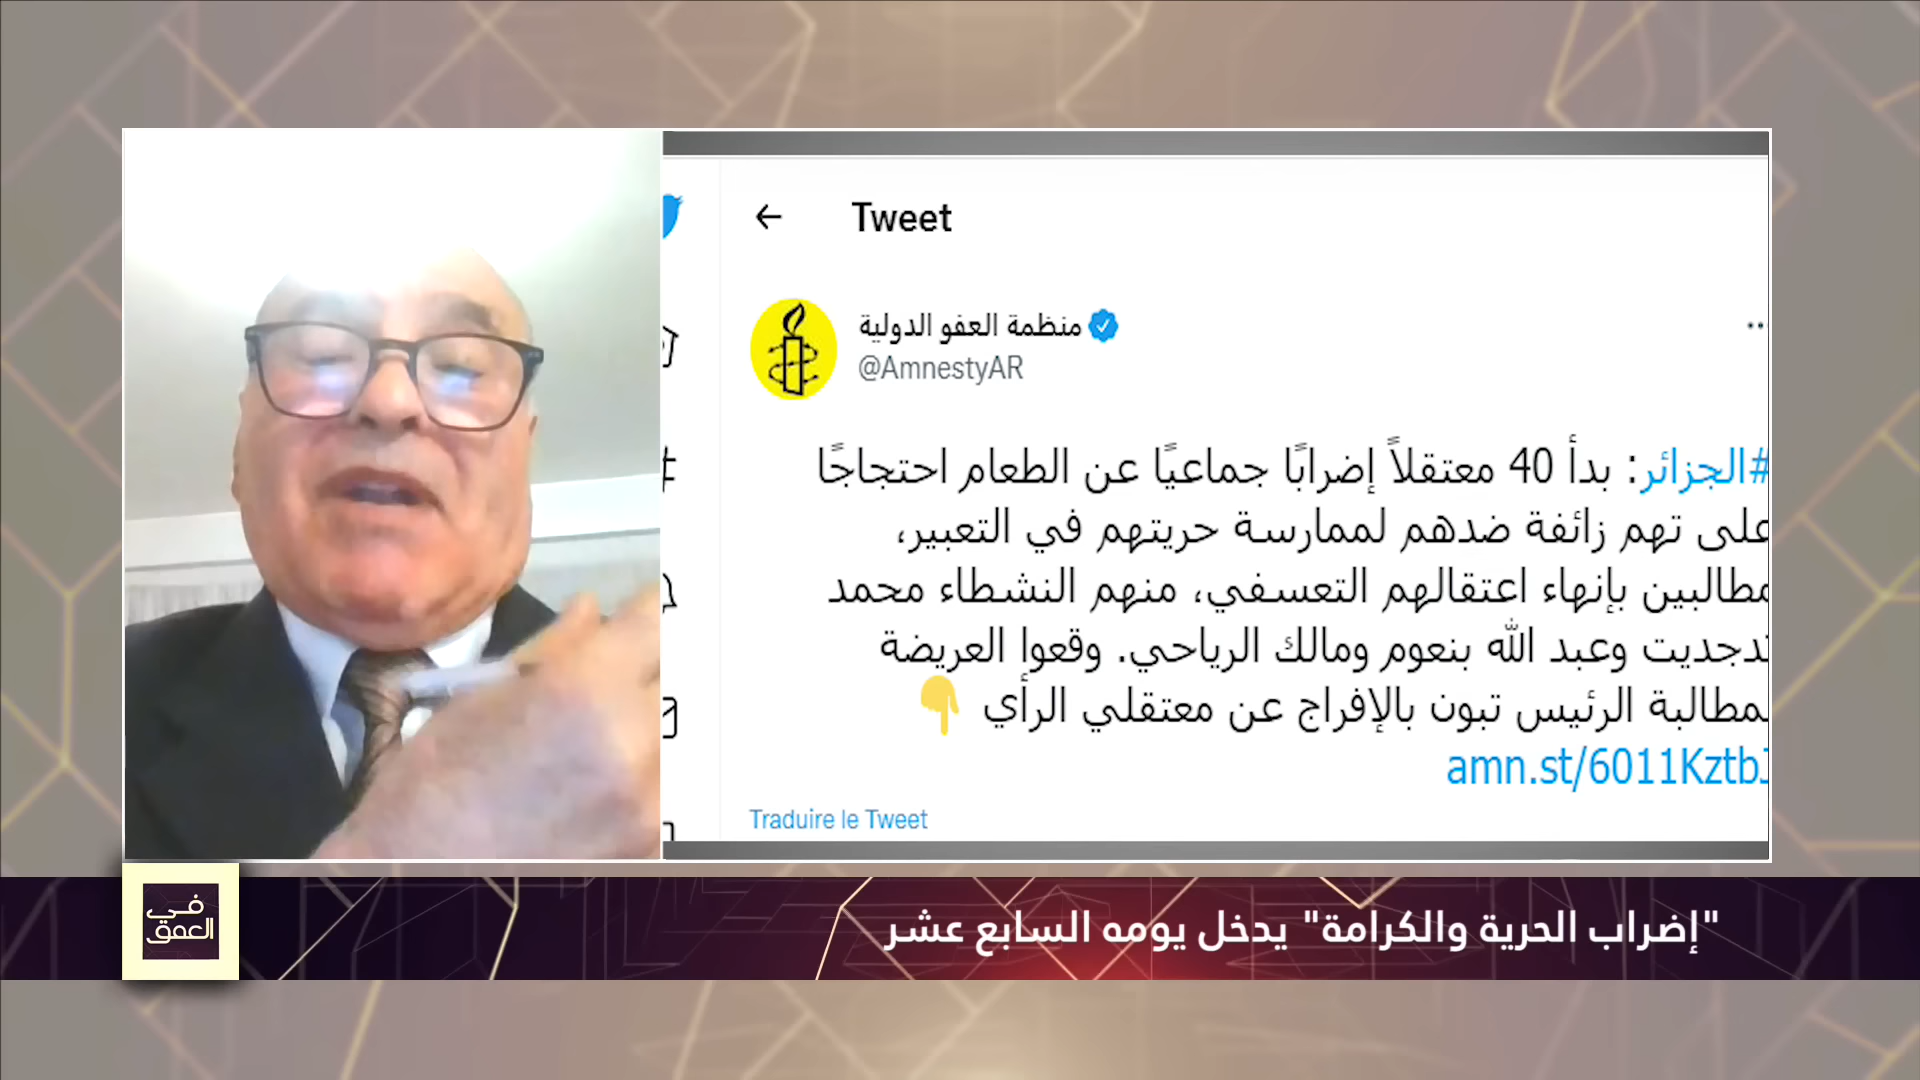 Tweet
منظمة العفو الدولية
@AmnestyAR
#الجزائر: بدأ 40 معتقلاً إضرابًا جماعيًا عن الطعام احتجاجًا
على تهم زائفة ضدهم لممارسة حريتهم في التعبير،
مطالبين بإنهاء اعتقالهم التعسفي، منهم النشطاء محمد
تدجديت وعبد الله بنعوم ومالك الرياحي. وقعوا العريضة
لمطالبة الرئيس تبون بالإفراج عن معتقلي الرأي 👇
amn.st/6011KztbJ
Traduire le Tweet
"إضراب الحرية والكرامة" يدخل يومه السابع عشر
في
العمق